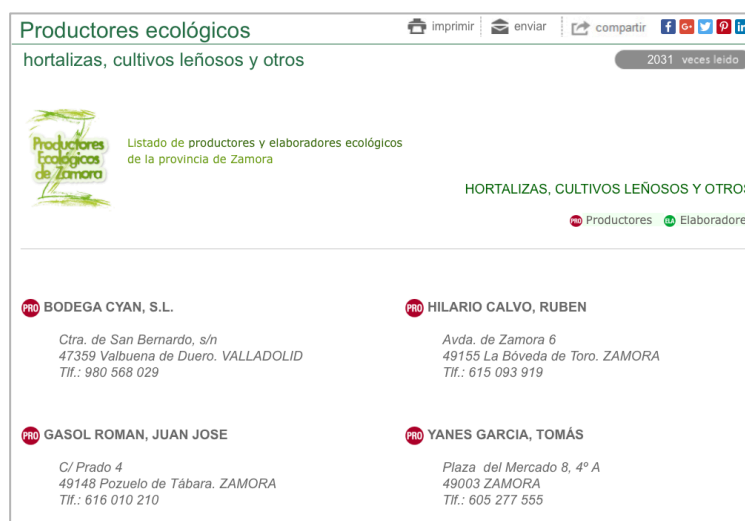 Productores ecológicos
imprimir
enviar
compartir
hortalizas, cultivos leñosos y otros
2031 veces leido
Productores
Ecológicos
de Zamora
Listado de productores y elaboradores ecológicos
de la provincia de Zamora
HORTALIZAS, CULTIVOS LEÑOSOS Y OTROS
PRO Productores
ELA Elaboradore
PRO BODEGA CYAN, S.L.
Ctra. de San Bernardo, s/n
47359 Valbuena de Duero. VALLADOLID
Tlf.: 980 568 029
PRO HILARIO CALVO, RUBEN
Avda. de Zamora 6
49155 La Bóveda de Toro. ZAMORA
Tlf.: 615 093 919
PRO GASOL ROMAN, JUAN JOSE
C/ Prado 4
49148 Pozuelo de Tábara. ZAMORA
Tlf.: 616 010 210
PRO YANES GARCIA, TOMÁS
Plaza del Mercado 8, 4º A
49003 ZAMORA
Tlf.: 605 277 555